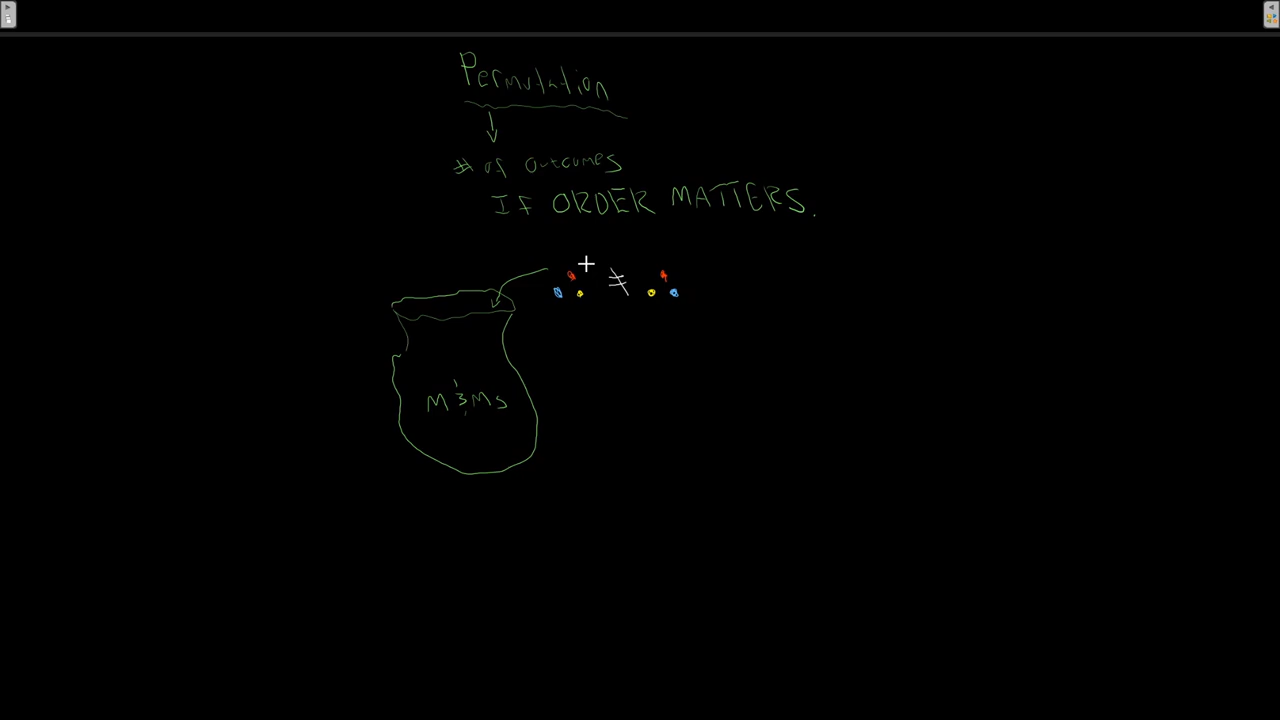 Permutation
# of outcomes
IF ORDER MATTERS.
≠
M&Ms